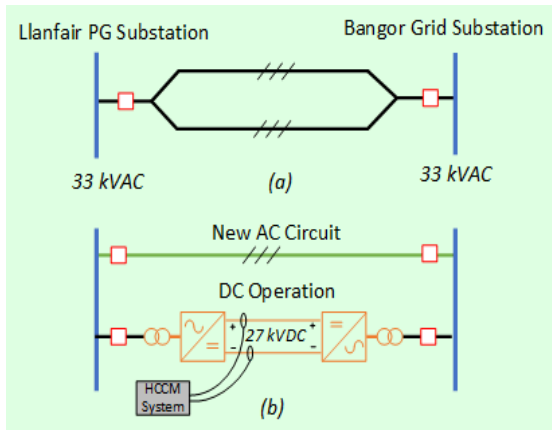 Llanfair PG Substation
Bangor Grid Substation
33 kVAC
(a)
33 kVAC
New AC Circuit
DC Operation
+ 27 kVDC +
- -
HCCM
System
(b)